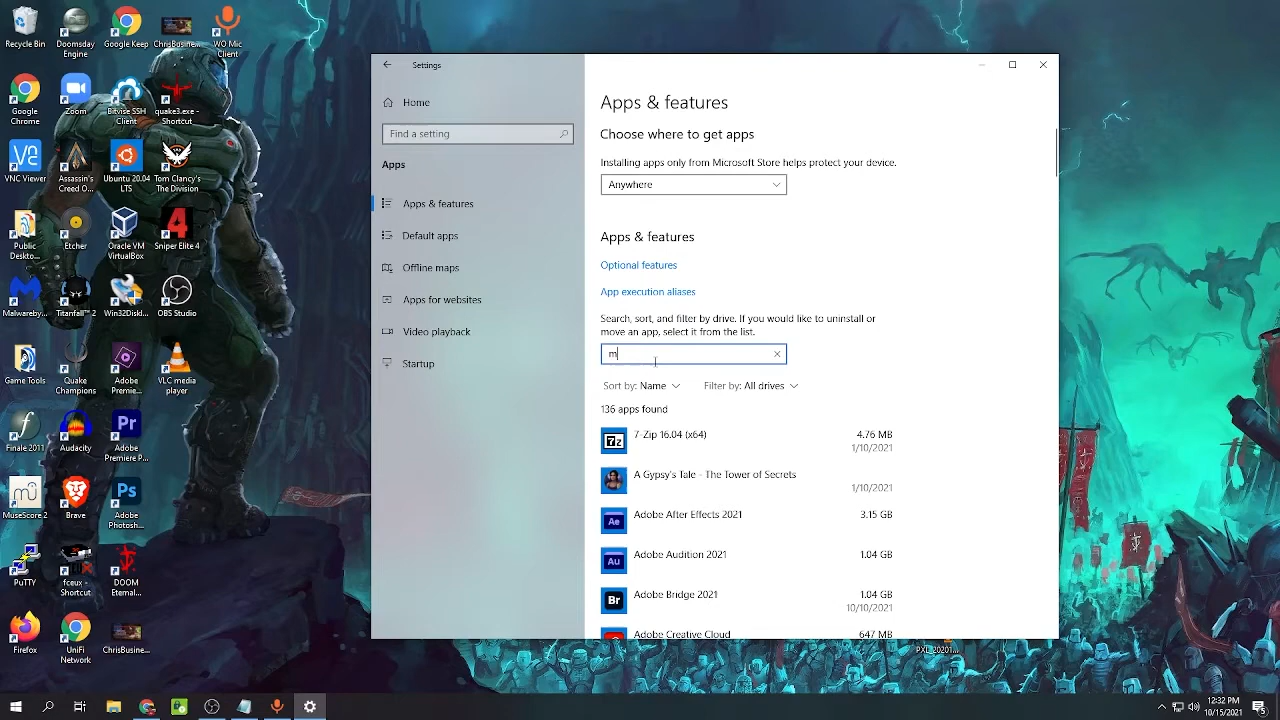 Recycle Bin
Doomsday
Engine
Google Keep
ChrisBusine...
WO Mic
Client
Google
Chrome
Zoom
Bitvise SSH
Client
quake3.exe -
Shortcut
VNC Viewer
Assassin's
Creed O...
Ubuntu 20.04
LTS
Tom Clancy's
The Division
Public
Deskto...
Etcher
Oracle VM
VirtualBox
Sniper Elite 4
Malwareby...
Titanfall™ 2
Win32Disk...
OBS Studio
Game Tools
Quake
Champions
Adobe
Premie...
VLC media
player
Finale 2011
Audacity
Adobe
Premiere P...
Muse
Brave
Adobe
Photosh...
PuTTY
fceux -
Shortcut
DOOM
Eternal...
Firefox
UniFi
Network
ChrisBusine...
Settings
Home
Find a setting
Apps
Apps & features
Default apps
Offline maps
Apps for websites
Video playback
Startup
Apps & features
Choose where to get apps
Installing apps only from Microsoft Store helps protect your device.
Anywhere
Apps & features
Optional features
App execution aliases
Search, sort, and filter by drive. If you would like to uninstall or
move an app, select it from the list.
m
Sort by: Name Filter by: All drives
136 apps found
7-Zip 16.04 (x64) 4.76 MB
1/10/2021
A Gypsy's Tale - The Tower of Secrets
1/10/2021
Adobe After Effects 2021 3.15 GB
Adobe Audition 2021 1.04 GB
Adobe Bridge 2021 1.04 GB
10/10/2021
Adobe Creative Cloud 647 MB
PXL_20201...
12:32 PM
10/15/2021